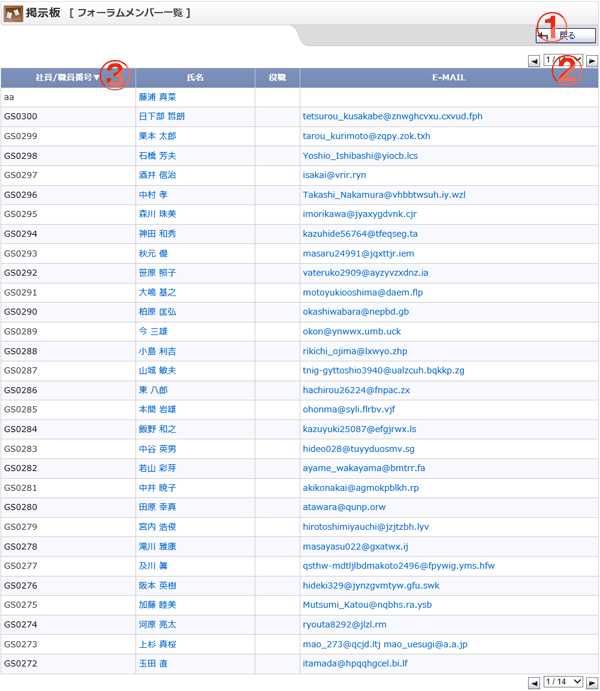 掲示板 [ フォーラムメンバー一覧 ]
① 戻る
1 / ②
社員/職員番号▼ ③ 氏名 役職 E-MAIL
aa 藤浦 真菜
GS0300 日下部 哲朗 tetsurou_kusakabe@znwghcvxu.cxvud.fph
GS0299 栗本 太郎 tarou_kurimoto@zqpy.zok.txh
GS0298 石橋 芳夫 Yoshio_Ishibashi@yiocb.lcs
GS0297 酒井 信治 isakai@vrir.ryn
GS0296 中村 孝 Takashi_Nakamura@vhbbtwsuh.iy.wzl
GS0295 森川 珠美 imorikawa@jyaxygdvnk.cjr
GS0294 神田 和秀 kazuhide56764@tfeqseg.ta
GS0293 秋元 優 masaru24991@jqxttjr.iem
GS0292 笹原 照子 vateruko2909@ayzyvzxdnz.ia
GS0291 大嶋 基之 motoyukiooshima@daem.flp
GS0290 柏原 匡弘 okashiwabara@nepbd.gb
GS0289 今 三雄 okon@ynwwx.umb.uck
GS0288 小島 利吉 rikichi_ojima@lxwyo.zhp
GS0287 山城 敏夫 tnig-gyttoshio3940@ualzcuh.bqkkp.zg
GS0286 東 八郎 hachirou26224@fnpac.zx
GS0285 本間 岩雄 ohonma@syli.flrbv.vjf
GS0284 飯野 和之 kazuyuki25087@efgjrwx.ls
GS0283 中谷 英男 hideo028@tuyyduosmv.sg
GS0282 若山 彩芽 ayame_wakayama@bmtrr.fa
GS0281 中井 暁子 akikonakai@agmokpblkh.rp
GS0280 田原 幸真 atawara@qunp.orw
GS0279 宮内 浩俊 hirotoshimiyauchi@jzjtzbh.lyv
GS0278 滝川 雅康 masayasu022@gxatwx.ij
GS0277 及川 眞 qsthw-mdtljlbdmakoto2496@fpywig.yms.hfw
GS0276 阪本 英樹 hideki329@jynzgvmtyw.gfu.swk
GS0275 加藤 睦美 Mutsumi_Katou@nqbhs.ra.ysb
GS0274 河原 亮太 ryouta8292@jlzl.rm
GS0273 上杉 真桜 mao_273@qcjd.ltj mao_uesugi@a.a.jp
GS0272 玉田 直 itamada@hpqqhgcel.bi.lf
1 / 14